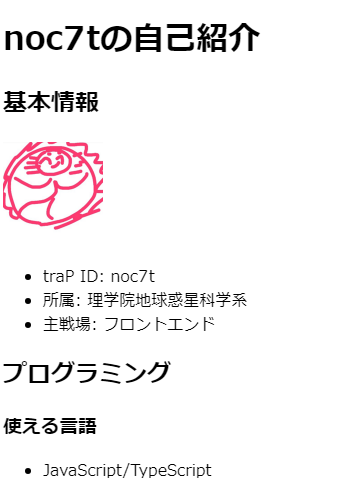 noc7tの自己紹介
基本情報
traP ID: noc7t
所属: 理学院地球惑星科学系
主戦場: フロントエンド
プログラミング
使える言語
JavaScript/TypeScript